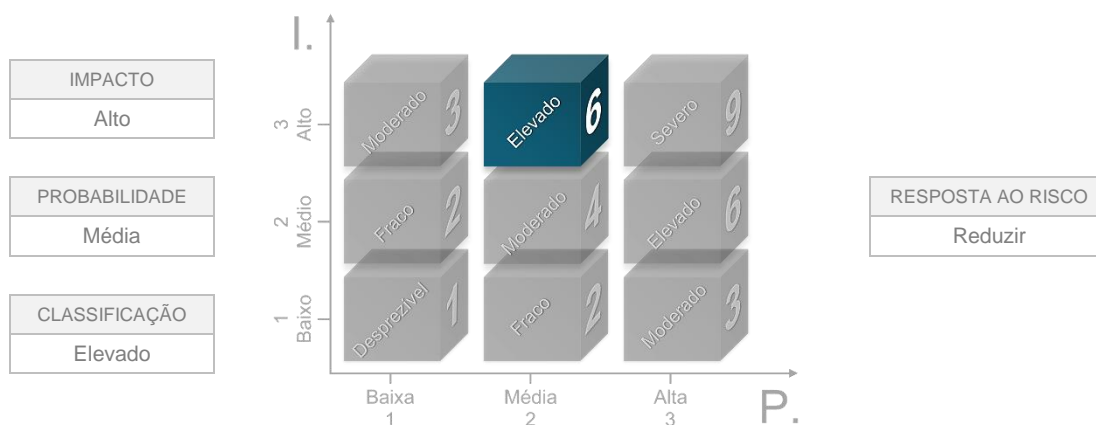 I.
IMPACTO
Alto
PROBABILIDADE
Média
CLASSIFICAÇÃO
Elevado
3
Alto
2
Médio
1
Baixo
Moderado 3
Elevado 6
Severo 9
Fraco 2
Moderado 4
Elevado 6
Desprezível 1
Fraco 2
Moderado 3
Baixa
1
Média
2
Alta
3
P.
RESPOSTA AO RISCO
Reduzir